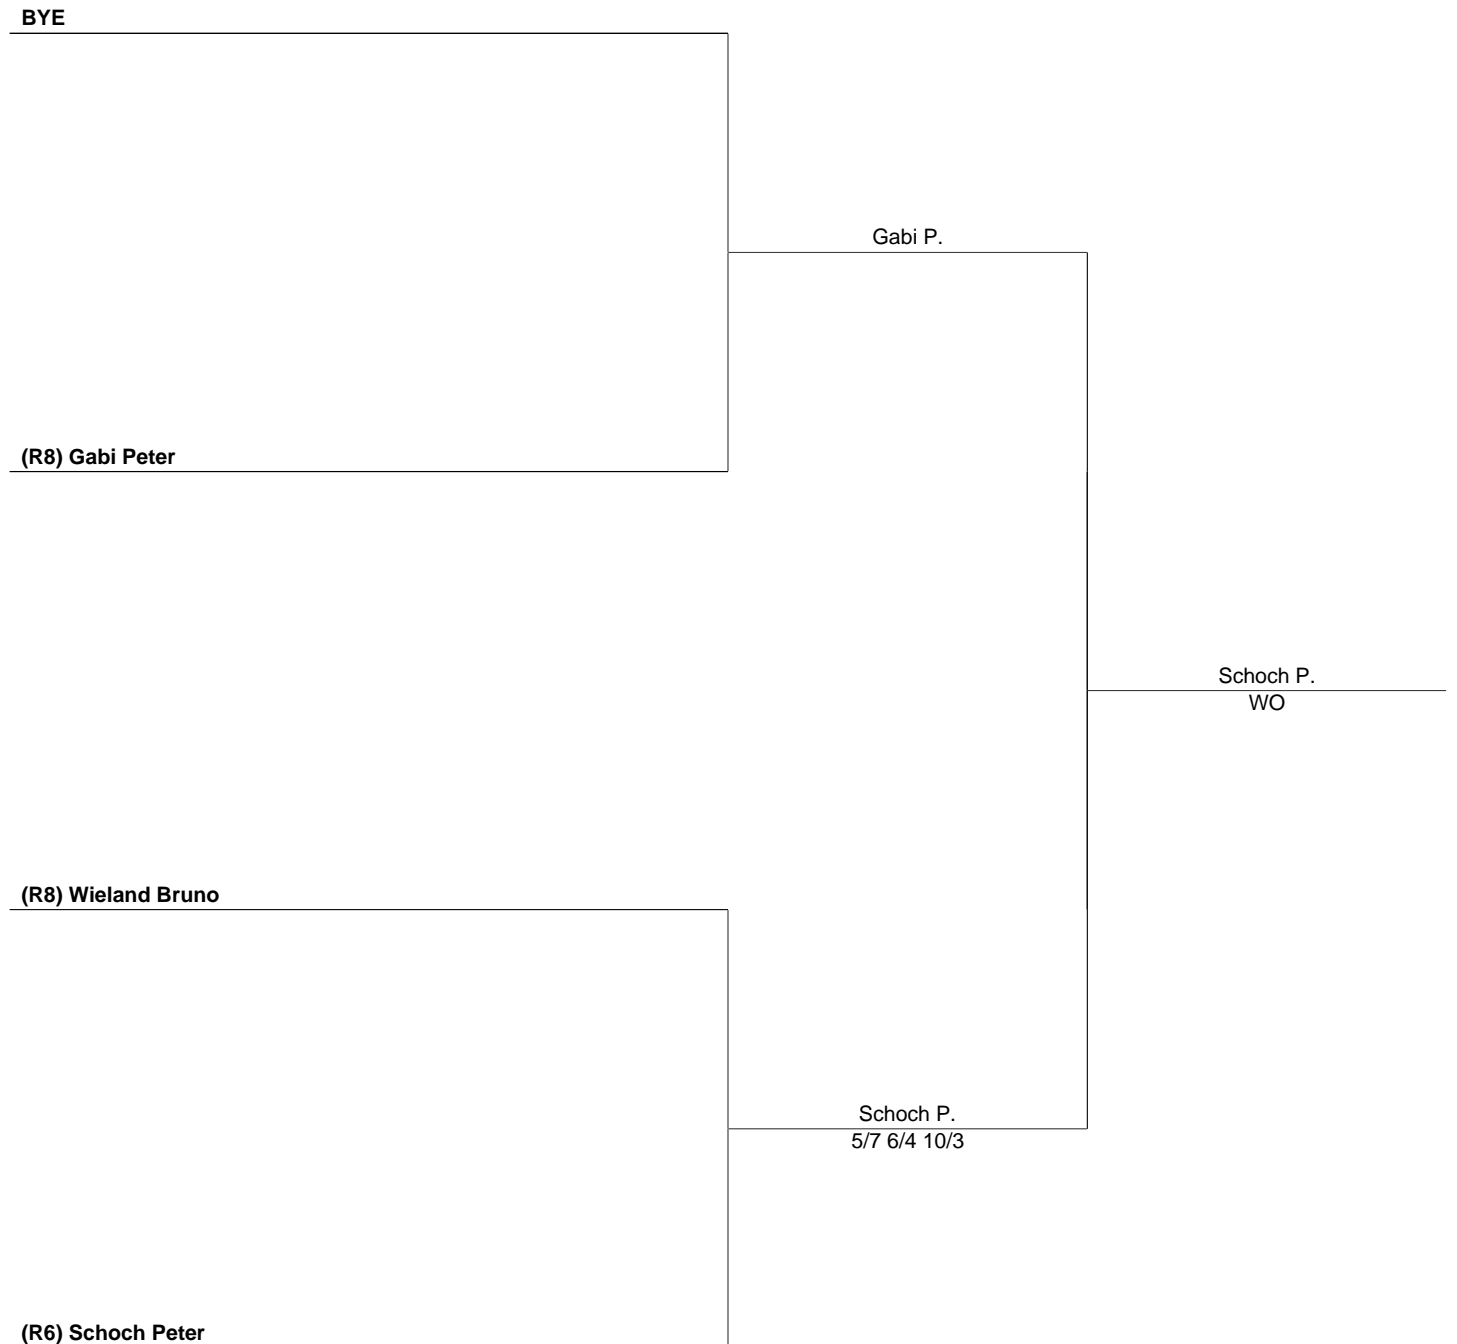 BYE
Gabi P.
(R8) Gabi Peter
Schoch P.
WO
(R8) Wieland Bruno
Schoch P.
5/7 6/4 10/3
(R6) Schoch Peter